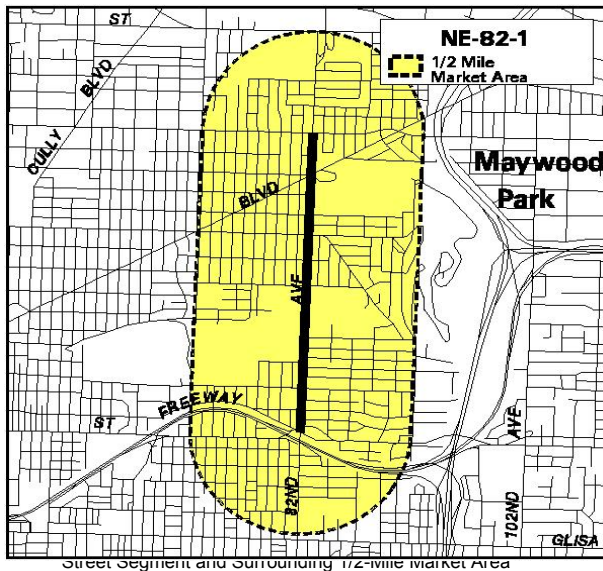 ST
NE-82-1
1/2 Mile
Market Area
CULLY BLVD
Maywood
Park
BLVD
AVE
FREEWAY
ST
82ND
AVE
102ND
GLISA
Street Segment and Surrounding 1/2-Mile Market Area